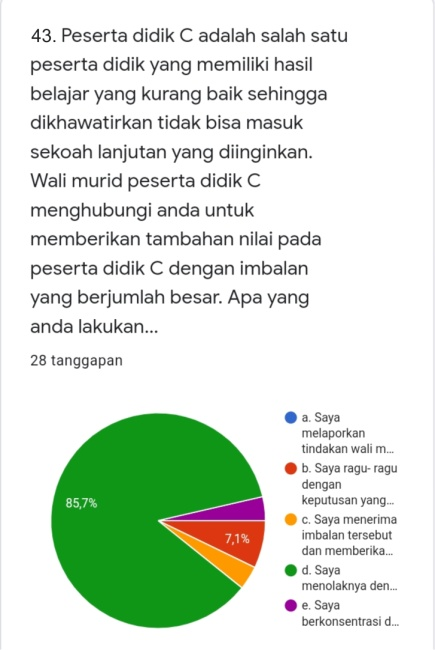 43. Peserta didik C adalah salah satu
peserta didik yang memiliki hasil
belajar yang kurang baik sehingga
dikhawatirkan tidak bisa masuk
sekoah lanjutan yang diinginkan.
Wali murid peserta didik C
menghubungi anda untuk
memberikan tambahan nilai pada
peserta didik C dengan imbalan
yang berjumlah besar. Apa yang
anda lakukan...
28 tanggapan
85,7%
7,1%
a. Saya
melaporkan
tindakan wali m...
b. Saya ragu- ragu
dengan
keputusan yang...
c. Saya menerima
imbalan tersebut
dan memberika...
d. Saya
menolaknya den...
e. Saya
berkonsentrasi d...